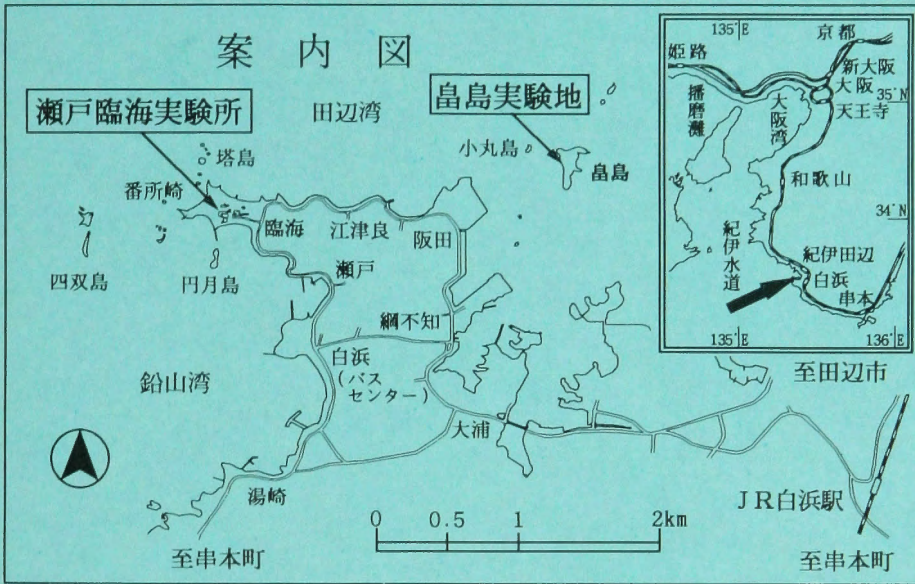 案内図
瀬戸臨海実験所
畠島実験地
田辺湾
小丸島
畠島
塔島
番所崎
臨海
江津良
阪田
四双島
円月島
瀬戸
綱不知
白浜
(バス
センター)
鉛山湾
大浦
湯崎
至田辺市
JR白浜駅
0 0.5 1 2km
至串本町
至串本町
135°E
京都
姫路
新大阪
大阪
35°N
播磨灘
大阪湾
天王寺
和歌山
34°N
紀伊水道
紀伊田辺
白浜
串本
135°E
136°E